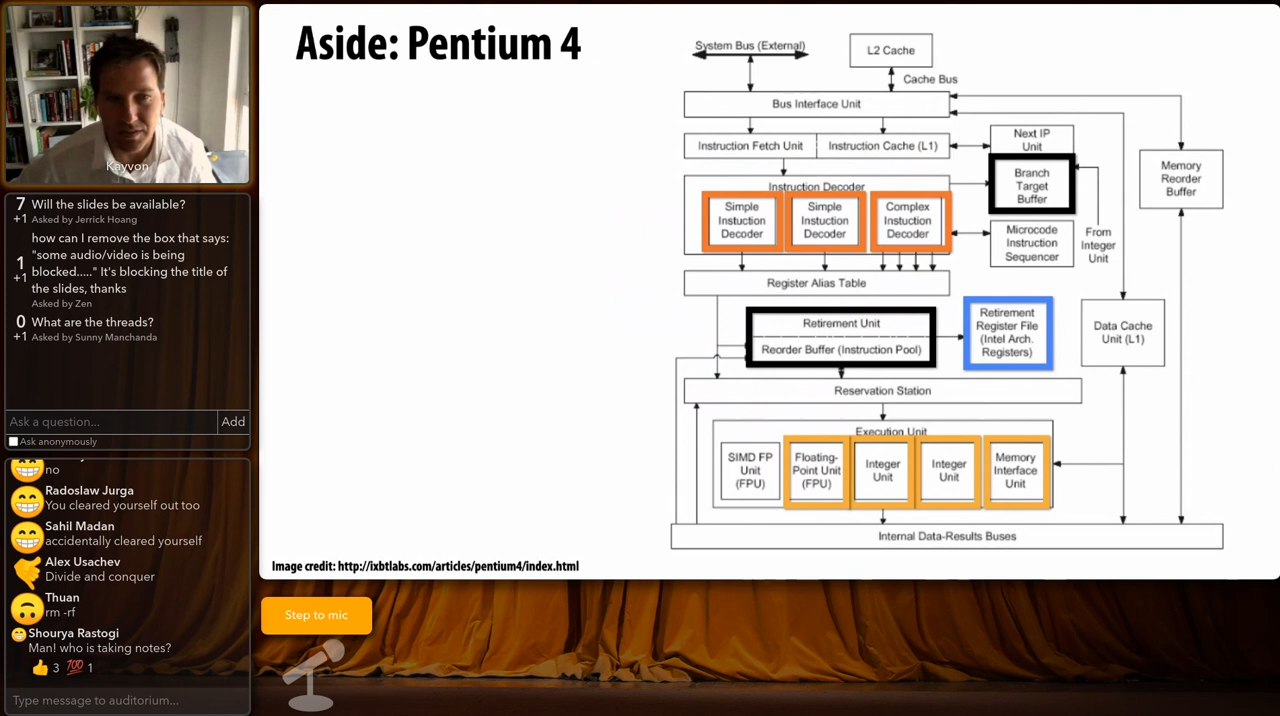 Kayvon
7 Will the slides be available?
+1 Asked by Jerrick Hoang
how can I remove the box that says:
"some audio/video is being
1 blocked....." It's blocking the title of
+1 the slides, thanks
Asked by Zen
0 What are the threads?
+1 Asked by Sunny Manchanda
Ask a question...
Add
Ask anonymously
no
Radoslaw Jurga
You cleared yourself out too
Sahil Madan
accidentally cleared yourself
Alex Usachev
Divide and conquer
Thuan
rm -rf
Shourya Rastogi
Man! who is taking notes?
👍 3 💯 1
Type message to auditorium...
Aside: Pentium 4
System Bus (External)
L2 Cache
Cache Bus
Bus Interface Unit
Instruction Fetch Unit
Instruction Cache (L1)
Next IP
Unit
Branch
Target
Buffer
Memory
Reorder
Buffer
Instruction Decoder
Simple
Instuction
Decoder
Simple
Instuction
Decoder
Complex
Instuction
Decoder
Microcode
Instruction
Sequencer
From
Integer
Unit
Register Alias Table
Retirement Unit
Reorder Buffer (Instruction Pool)
Retirement
Register File
(Intel Arch.
Registers)
Data Cache
Unit (L1)
Reservation Station
Execution Unit
SIMD FP
Unit
(FPU)
Floating-
Point Unit
(FPU)
Integer
Unit
Integer
Unit
Memory
Interface
Unit
Internal Data-Results Buses
Image credit: http://ixbtlabs.com/articles/pentium4/index.html
Step to mic